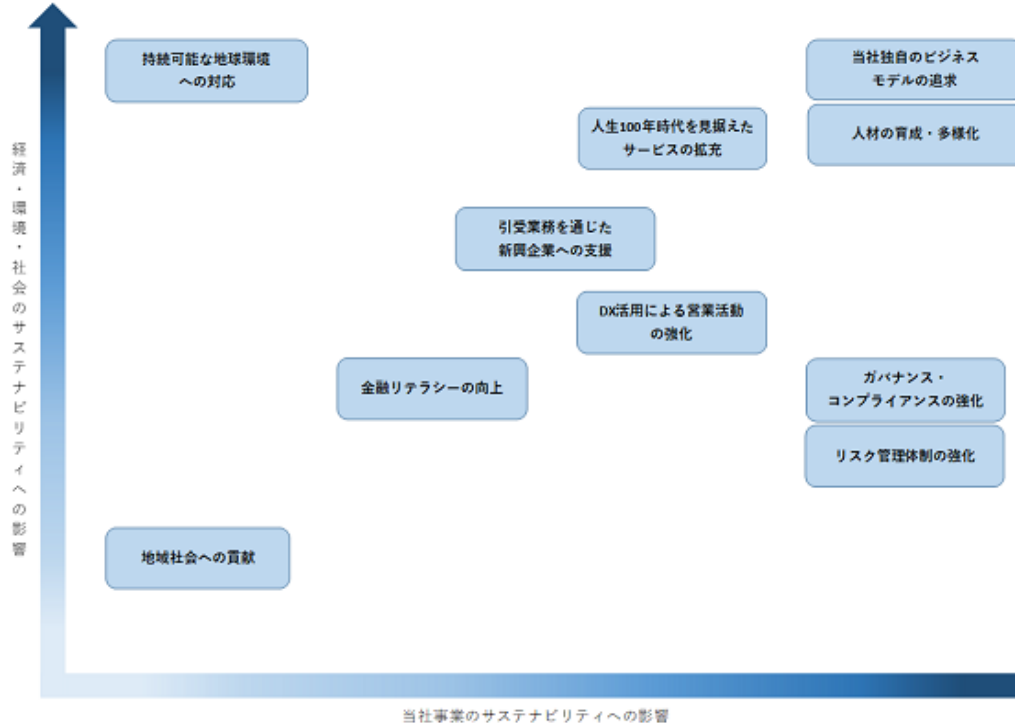 持続可能な地球環境
への対応
当社独自のビジネス
モデルの追求
人生100年時代を見据えた
サービスの拡充
人材の育成・多様化
引受業務を通じた
新興企業への支援
DX活用による営業活動
の強化
金融リテラシーの向上
ガバナンス・
コンプライアンスの強化
リスク管理体制の強化
地域社会への貢献
経済・環境・社会のサステナビリティへの影響
当社事業のサステナビリティへの影響